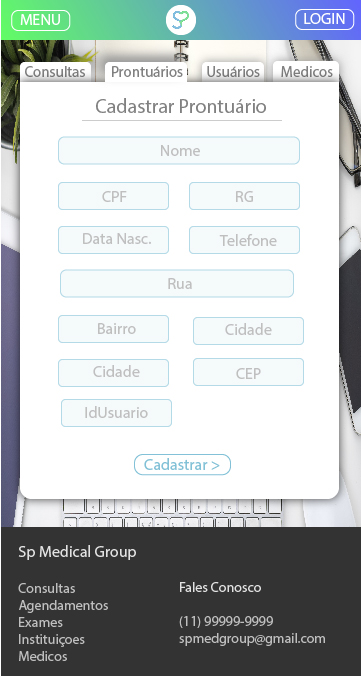 MENU LOGIN
Consultas Prontuários Usuários Medicos
Cadastrar Prontuário
Nome
CPF RG
Data Nasc. Telefone
Rua
Bairro Cidade
Cidade CEP
IdUsuario
Cadastrar >
Sp Medical Group
Consultas Fales Conosco
Agendamentos
Exames (11) 99999-9999
Instituiçoes spmedgroup@gmail.com
Medicos